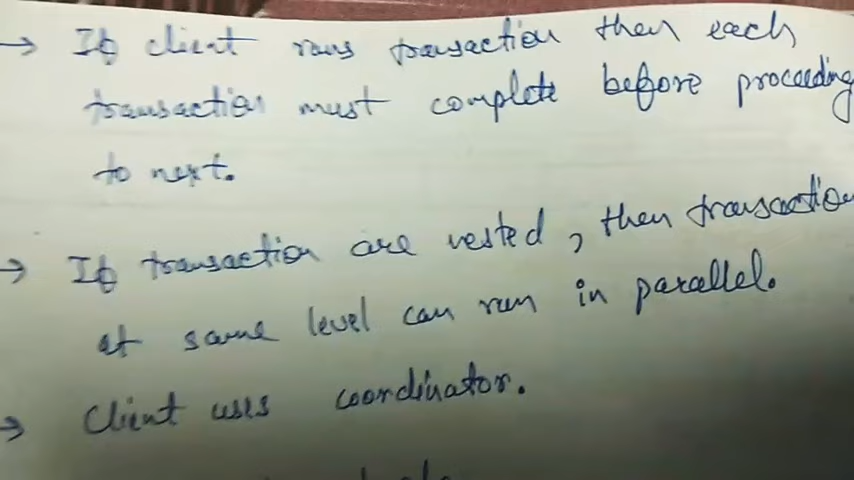 → If client runs transaction then each
transaction must complete before proceeding
to next.
→ If transaction are nested, then transaction
at same level can run in parallel.
→ Client uses coordinator.